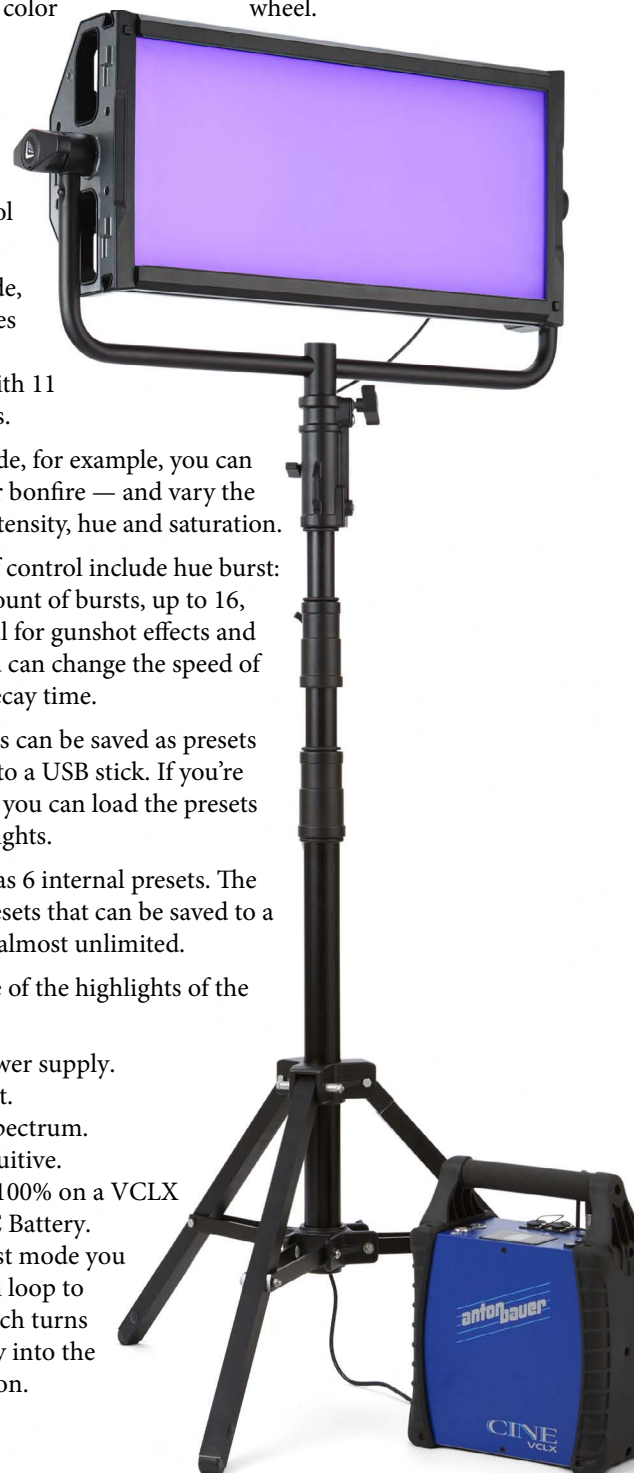 color wheel.
ol
de,
es
ith 11
s.
de, for example, you can
r bonfire — and vary the
tensity, hue and saturation.
f control include hue burst:
ount of bursts, up to 16,
l for gunshot effects and
u can change the speed of
ecay time.
s can be saved as presets
to a USB stick. If you’re
you can load the presets
ghts.
as 6 internal presets. The
esets that can be saved to a
almost unlimited.
e of the highlights of the
wer supply.
t.
pectrum.
uitive.
100% on a VCLX
C Battery.
st mode you
n loop to
ch turns
y into the
on.
anton bauer
CINE
VCLX